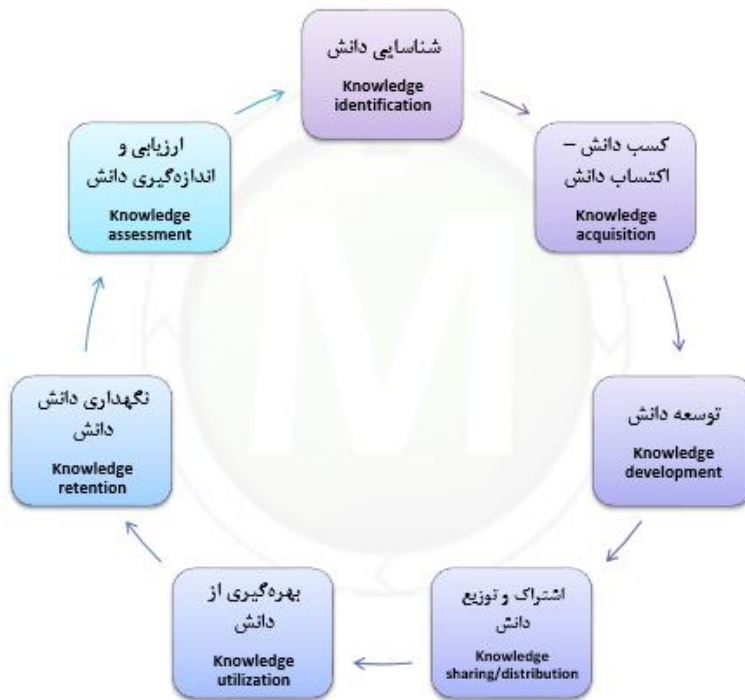 شناسایی دانش
Knowledge
identification
کسب دانش –
اکتساب دانش
Knowledge
acquisition
توسعه دانش
Knowledge
development
اشتراک و توزیع
دانش
Knowledge
sharing/distribution
بهره‌گیری از
دانش
Knowledge
utilization
نگهداری دانش
دانش
Knowledge
retention
ارزیابی و
اندازه‌گیری دانش
Knowledge
assessment
M